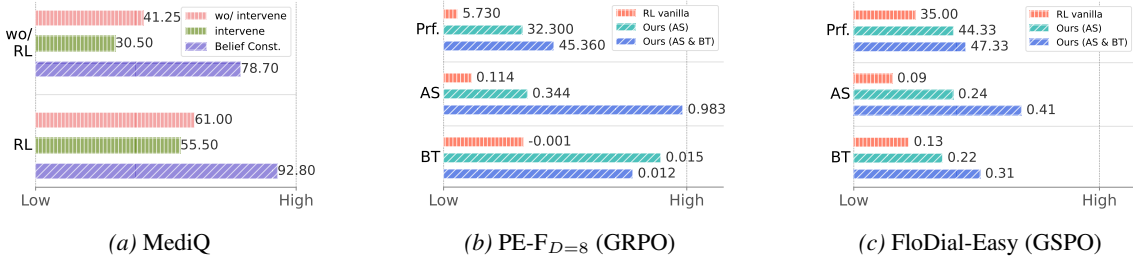 wo/ RL
41.25
30.50
78.70
wo/ intervene
intervene
Belief Const.
RL
61.00
55.50
92.80
Low
High
(a) MediQ
Prf.
5.730
32.300
45.360
RL vanilla
Ours (AS)
Ours (AS & BT)
AS
0.114
0.344
0.983
BT
-0.001
0.015
0.012
Low
High
(b) PE-F_{D=8} (GRPO)
Prf.
35.00
44.33
47.33
RL vanilla
Ours (AS)
Ours (AS & BT)
AS
0.09
0.24
0.41
BT
0.13
0.22
0.31
Low
High
(c) FloDial-Easy (GSPO)